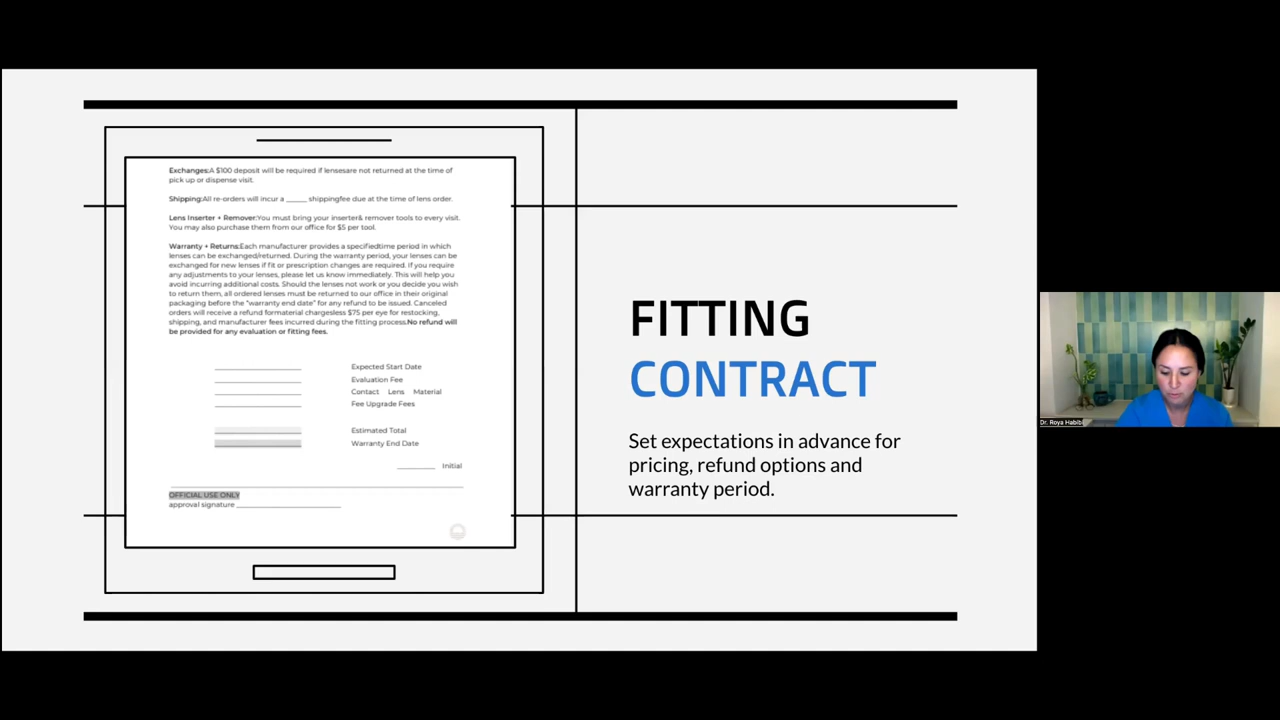 Exchanges:A $100 deposit will be required if lensesare not returned at the time of
pick up or dispense visit.
Shipping:All re-orders will incur a ______ shippingfee due at the time of lens order.
Lens Inserter + Remover:You must bring your inserter& remover tools to every visit.
You may also purchase them from our office for $5 per tool.
Warranty + Returns:Each manufacturer provides a specifiedtime period in which
lenses can be exchanged/returned. During the warranty period, your lenses can be
exchanged for new lenses if fit or prescription changes are required. If you require
any adjustments to your lenses, please let us know immediately. This will help you
avoid incurring additional costs. Should the lenses not work or you decide you wish
to return them, all ordered lenses must be returned to our office in their original
packaging before the "warranty end date" for any refund to be issued. Canceled
orders will receive a refund formaterial chargesless $75 per eye for restocking,
shipping, and manufacturer fees incurred during the fitting process.No refund will
be provided for any evaluation or fitting fees.
Expected Start Date
Evaluation Fee
Contact Lens Material
Fee Upgrade Fees
Estimated Total
Warranty End Date
Initial
OFFICIAL USE ONLY
approval signature
FITTING
CONTRACT
Set expectations in advance for
pricing, refund options and
warranty period.
Dr. Roya Habibi